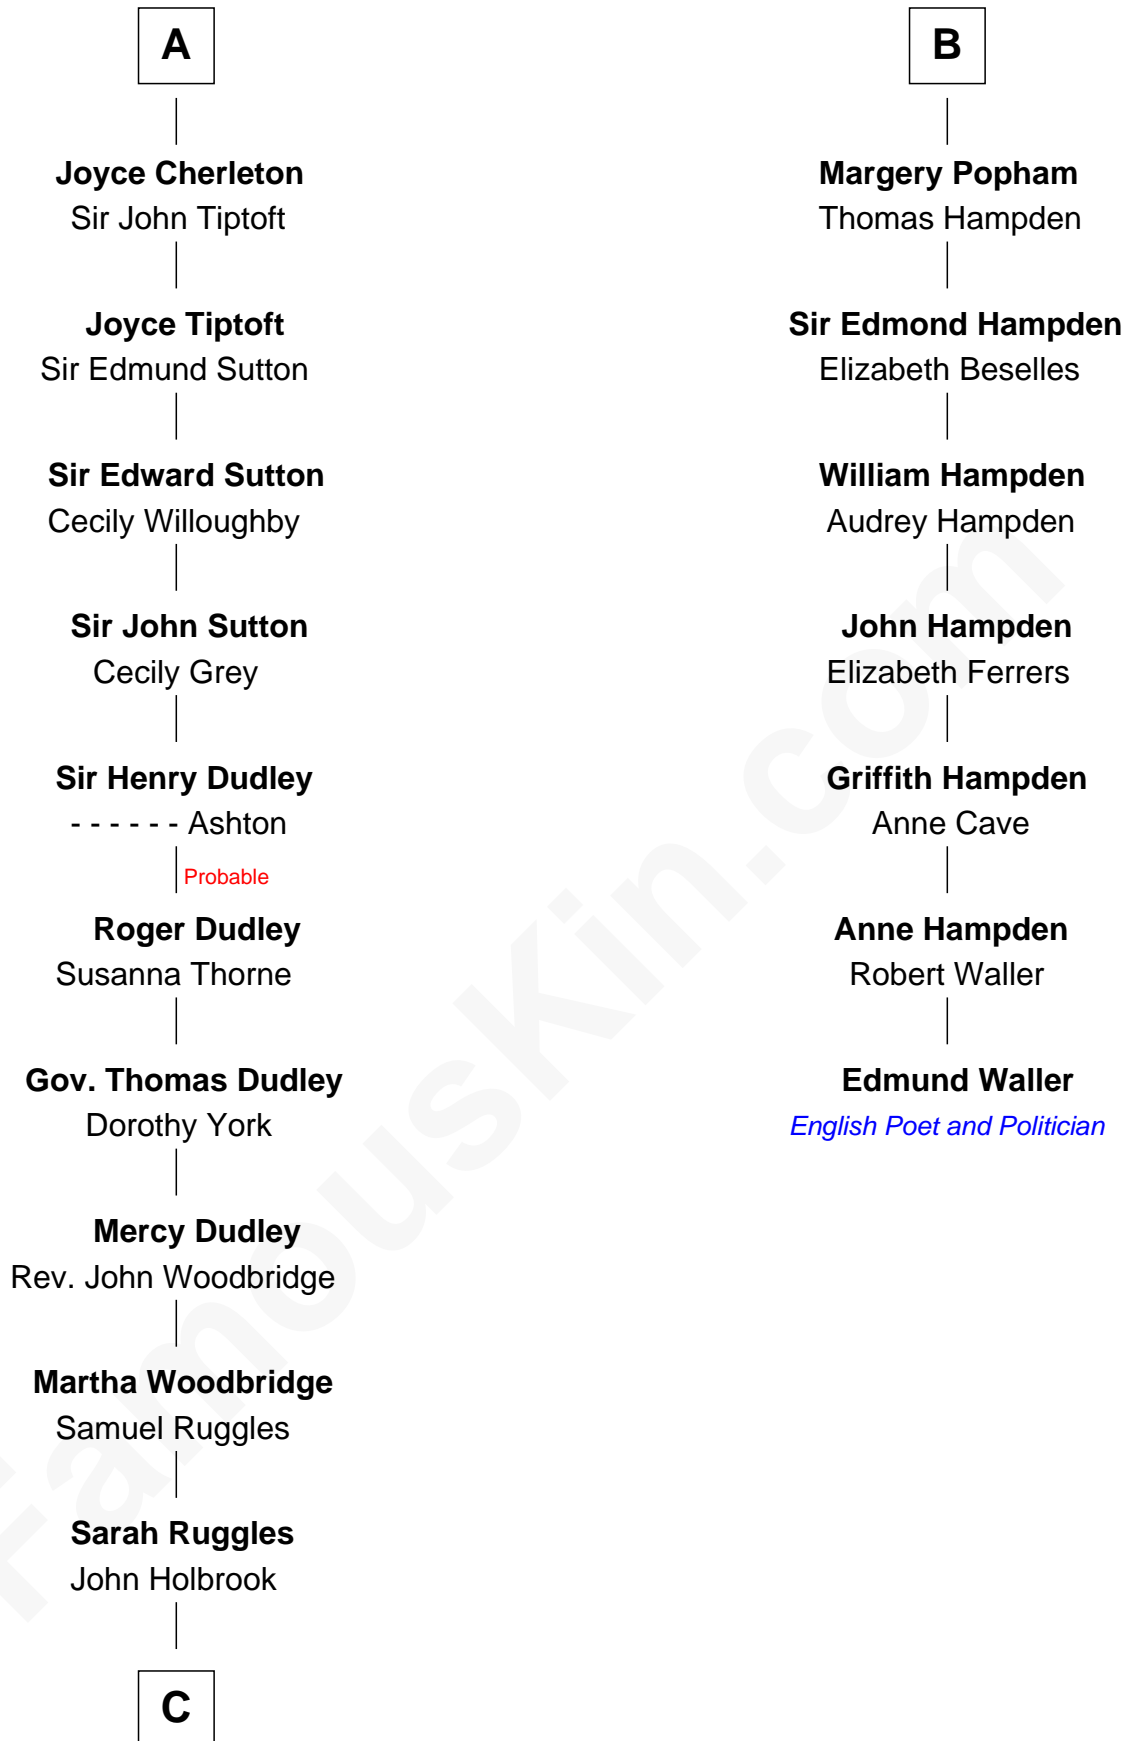 A
Joyce Cherleton
Sir John Tiptoft
Joyce Tiptoft
Sir Edmund Sutton
Sir Edward Sutton
Cecily Willoughby
Sir John Sutton
Cecily Grey
Sir Henry Dudley
- - - - - - Ashton
Probable
Roger Dudley
Susanna Thorne
Gov. Thomas Dudley
Dorothy York
Mercy Dudley
Rev. John Woodbridge
Martha Woodbridge
Samuel Ruggles
Sarah Ruggles
John Holbrook
C
B
Margery Popham
Thomas Hampden
Sir Edmond Hampden
Elizabeth Beselles
William Hampden
Audrey Hampden
John Hampden
Elizabeth Ferrers
Griffith Hampden
Anne Cave
Anne Hampden
Robert Waller
Edmund Waller
English Poet and Politician
FamousKin.com